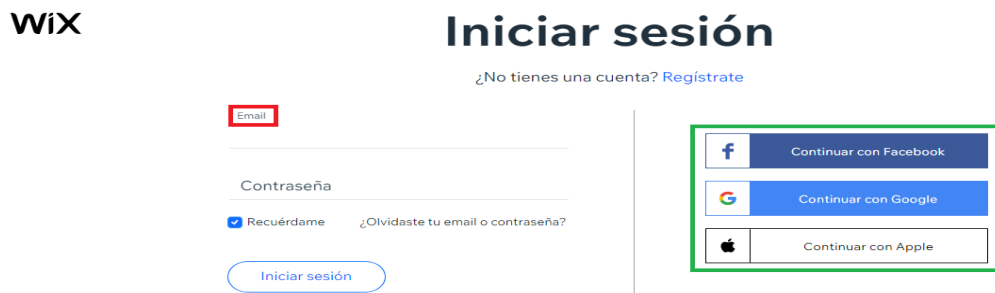 WiX
Iniciar sesión
¿No tienes una cuenta? Regístrate
Email
Contraseña
Recuérdame ¿Olvidaste tu email o contraseña?
Iniciar sesión
Continuar con Facebook
Continuar con Google
Continuar con Apple